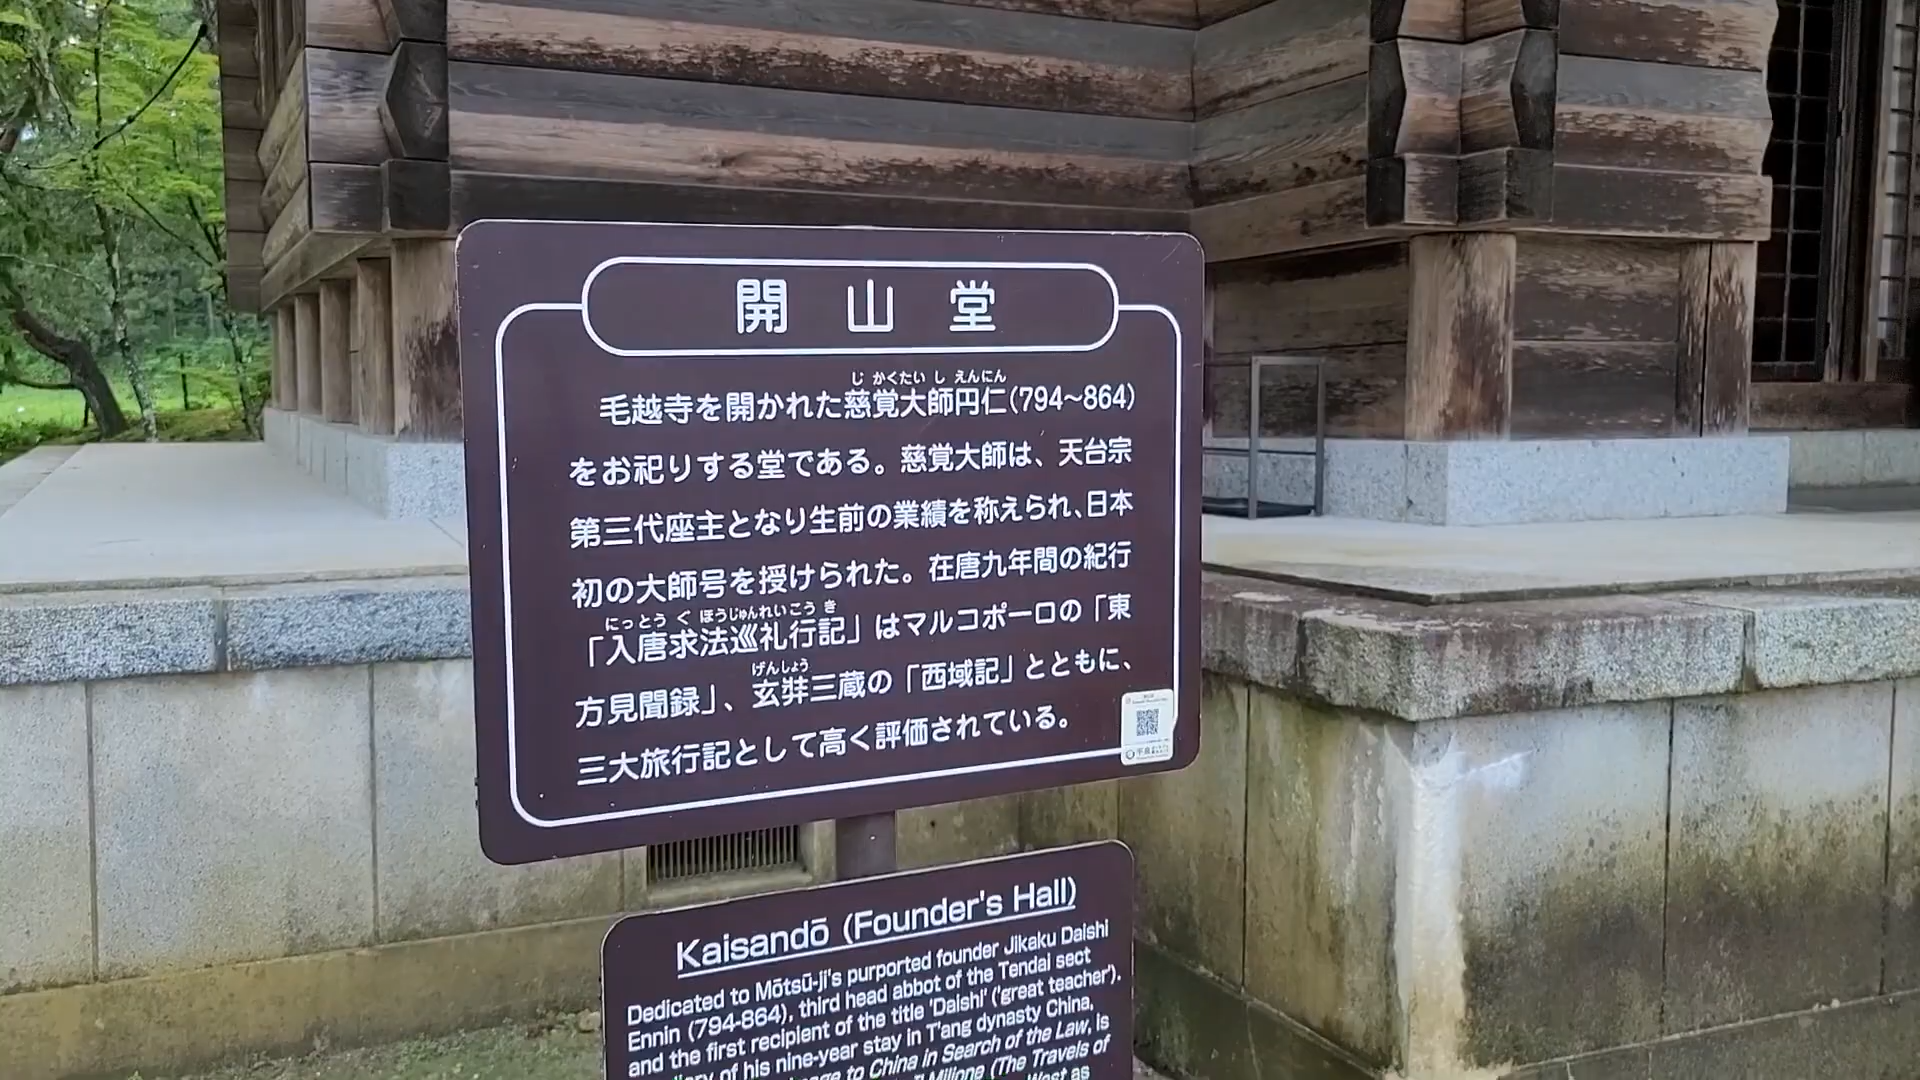 開山堂
毛越寺を開かれた慈覚大師円仁(794~864)
じかくたいしえんにん
をお祀りする堂である。慈覚大師は、天台宗
第三代座主となり生前の業績を称えられ、日本
初の大師号を授けられた。在唐九年間の紀行
にっとうぐほうじゅんれいこうき
「入唐求法巡礼行記」はマルコポーロの「東
げんしょう
方見聞録」、玄奘三蔵の「西域記」とともに、
三大旅行記として高く評価されている。
Kaisandō (Founder's Hall)
Dedicated to Mōtsū-ji's purported founder Jikaku Daishi
Ennin (794-864), third head abbot of the Tendai sect
and the first recipient of the title 'Daishi' ('great teacher').
of his nine-year stay in T'ang dynasty China,
to China in Search of the Law, is
Milione (The Travels of
West as